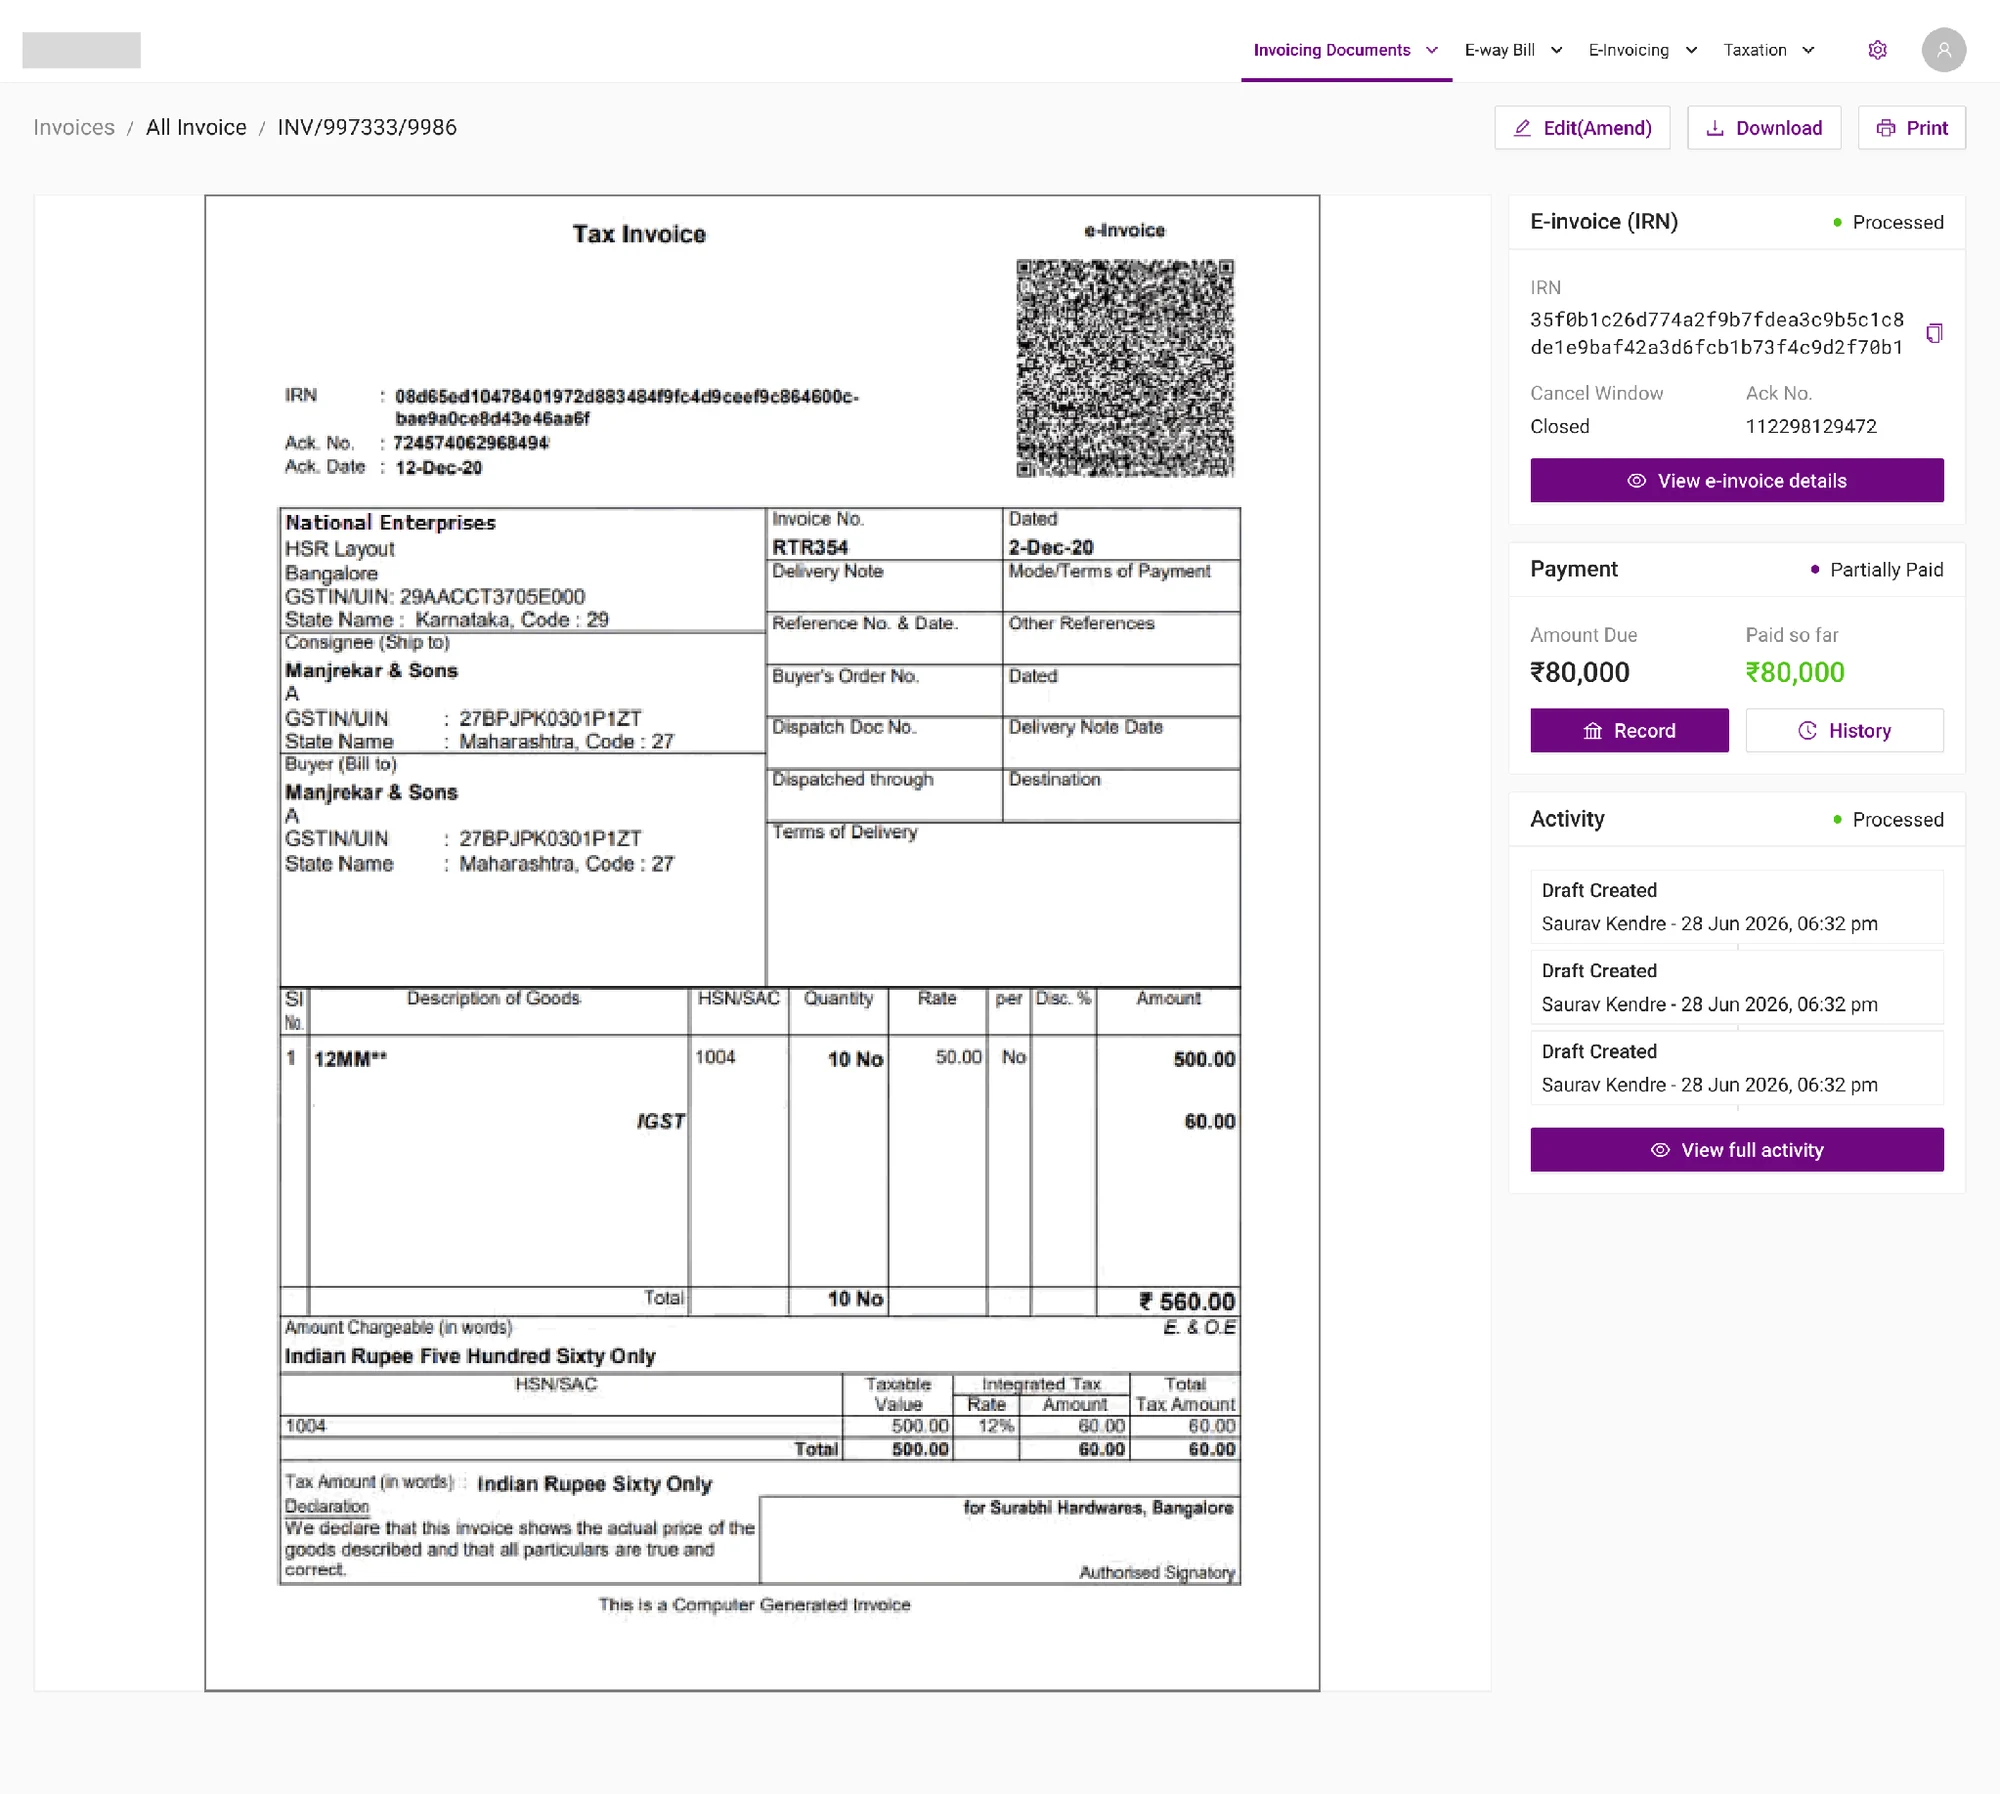 Invoicing Documents
E-way Bill
E-Invoicing
Taxation
Invoices / All Invoice / INV/997333/9986
Edit(Amend)
Download
Print
Tax Invoice
e-Invoice
IRN : 08d65ed10478401972d883484f9fc4d9ceef9c864600c-
bae9a0ce8d43e46aa6f
Ack. No. : 724574062968494
Ack. Date : 12-Dec-20
National Enterprises
HSR Layout
Bangalore
GSTIN/UIN: 29AACCT3705E000
State Name : Karnataka, Code : 29
Consignee (Ship to)
Manjrekar & Sons
A
GSTIN/UIN : 27BPJPK0301P1ZT
State Name : Maharashtra, Code : 27
Buyer (Bill to)
Manjrekar & Sons
A
GSTIN/UIN : 27BPJPK0301P1ZT
State Name : Maharashtra, Code : 27
Invoice No.
RTR354
Dated
2-Dec-20
Delivery Note
Mode/Terms of Payment
Reference No. & Date.
Other References
Buyer's Order No.
Dated
Dispatch Doc No.
Delivery Note Date
Dispatched through
Destination
Terms of Delivery
Sl No. Description of Goods HSN/SAC Quantity Rate per Disc. % Amount
1 12MM** 1004 10 No 50.00 No 500.00
IGST 60.00
Total 10 No ₹ 560.00
Amount Chargeable (in words) E. & O.E
Indian Rupee Five Hundred Sixty Only
HSN/SAC Taxable Value Integrated Tax Rate Amount Total Tax Amount
1004 500.00 12% 60.00 60.00
Total 500.00 60.00 60.00
Tax Amount (in words) : Indian Rupee Sixty Only
Declaration
We declare that this invoice shows the actual price of the
goods described and that all particulars are true and
correct.
for Surabhi Hardwares, Bangalore
Authorised Signatory
This is a Computer Generated Invoice
E-invoice (IRN)
Processed
IRN
35f0b1c26d774a2f9b7fdea3c9b5c1c8
de1e9baf42a3d6fcb1b73f4c9d2f70b1
Cancel Window
Closed
Ack No.
112298129472
View e-invoice details
Payment
Partially Paid
Amount Due
₹80,000
Paid so far
₹80,000
Record
History
Activity
Processed
Draft Created
Saurav Kendre - 28 Jun 2026, 06:32 pm
Draft Created
Saurav Kendre - 28 Jun 2026, 06:32 pm
Draft Created
Saurav Kendre - 28 Jun 2026, 06:32 pm
View full activity